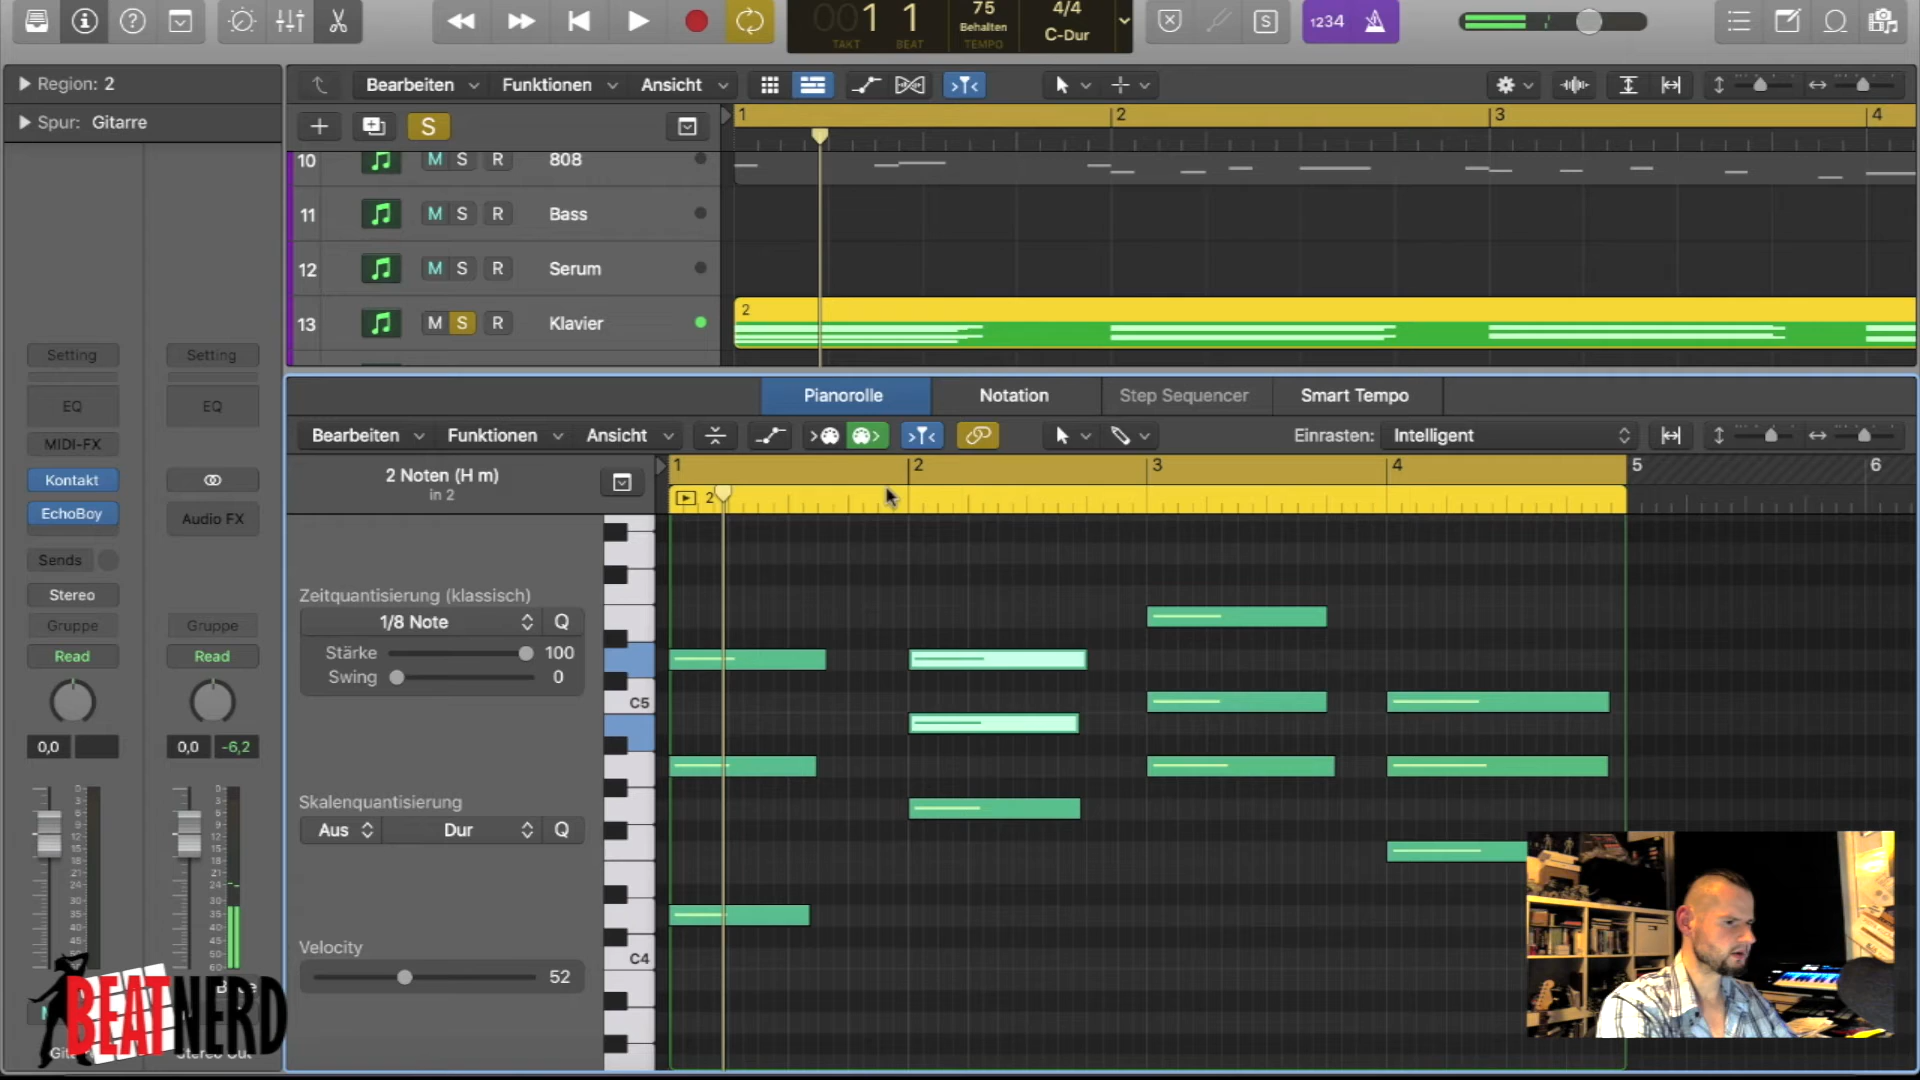 001 1
TAKT BEAT
75
Behalten
TEMPO
4/4
C-Dur
S
1234
Region: 2
Spur: Gitarre
Bearbeiten Funktionen Ansicht
S
1 2 3 4
10 M S R 808
11 M S R Bass
12 M S R Serum
13 M S R Klavier
2
Setting Setting
EQ EQ
MIDI-FX
Kontakt
EchoBoy Audio FX
Sends
Stereo
Gruppe Gruppe
Read Read
0,0 0,0 -6,2
Pianorolle Notation Step Sequencer Smart Tempo
Bearbeiten Funktionen Ansicht
Einrasten: Intelligent
2 Noten (H m)
in 2
1 2 3 4 5 6
2
Zeitquantisierung (klassisch)
1/8 Note Q
Stärke 100
Swing 0
C5
Skalenquantisierung
Aus Dur Q
Velocity
52
C4
BEATNERD